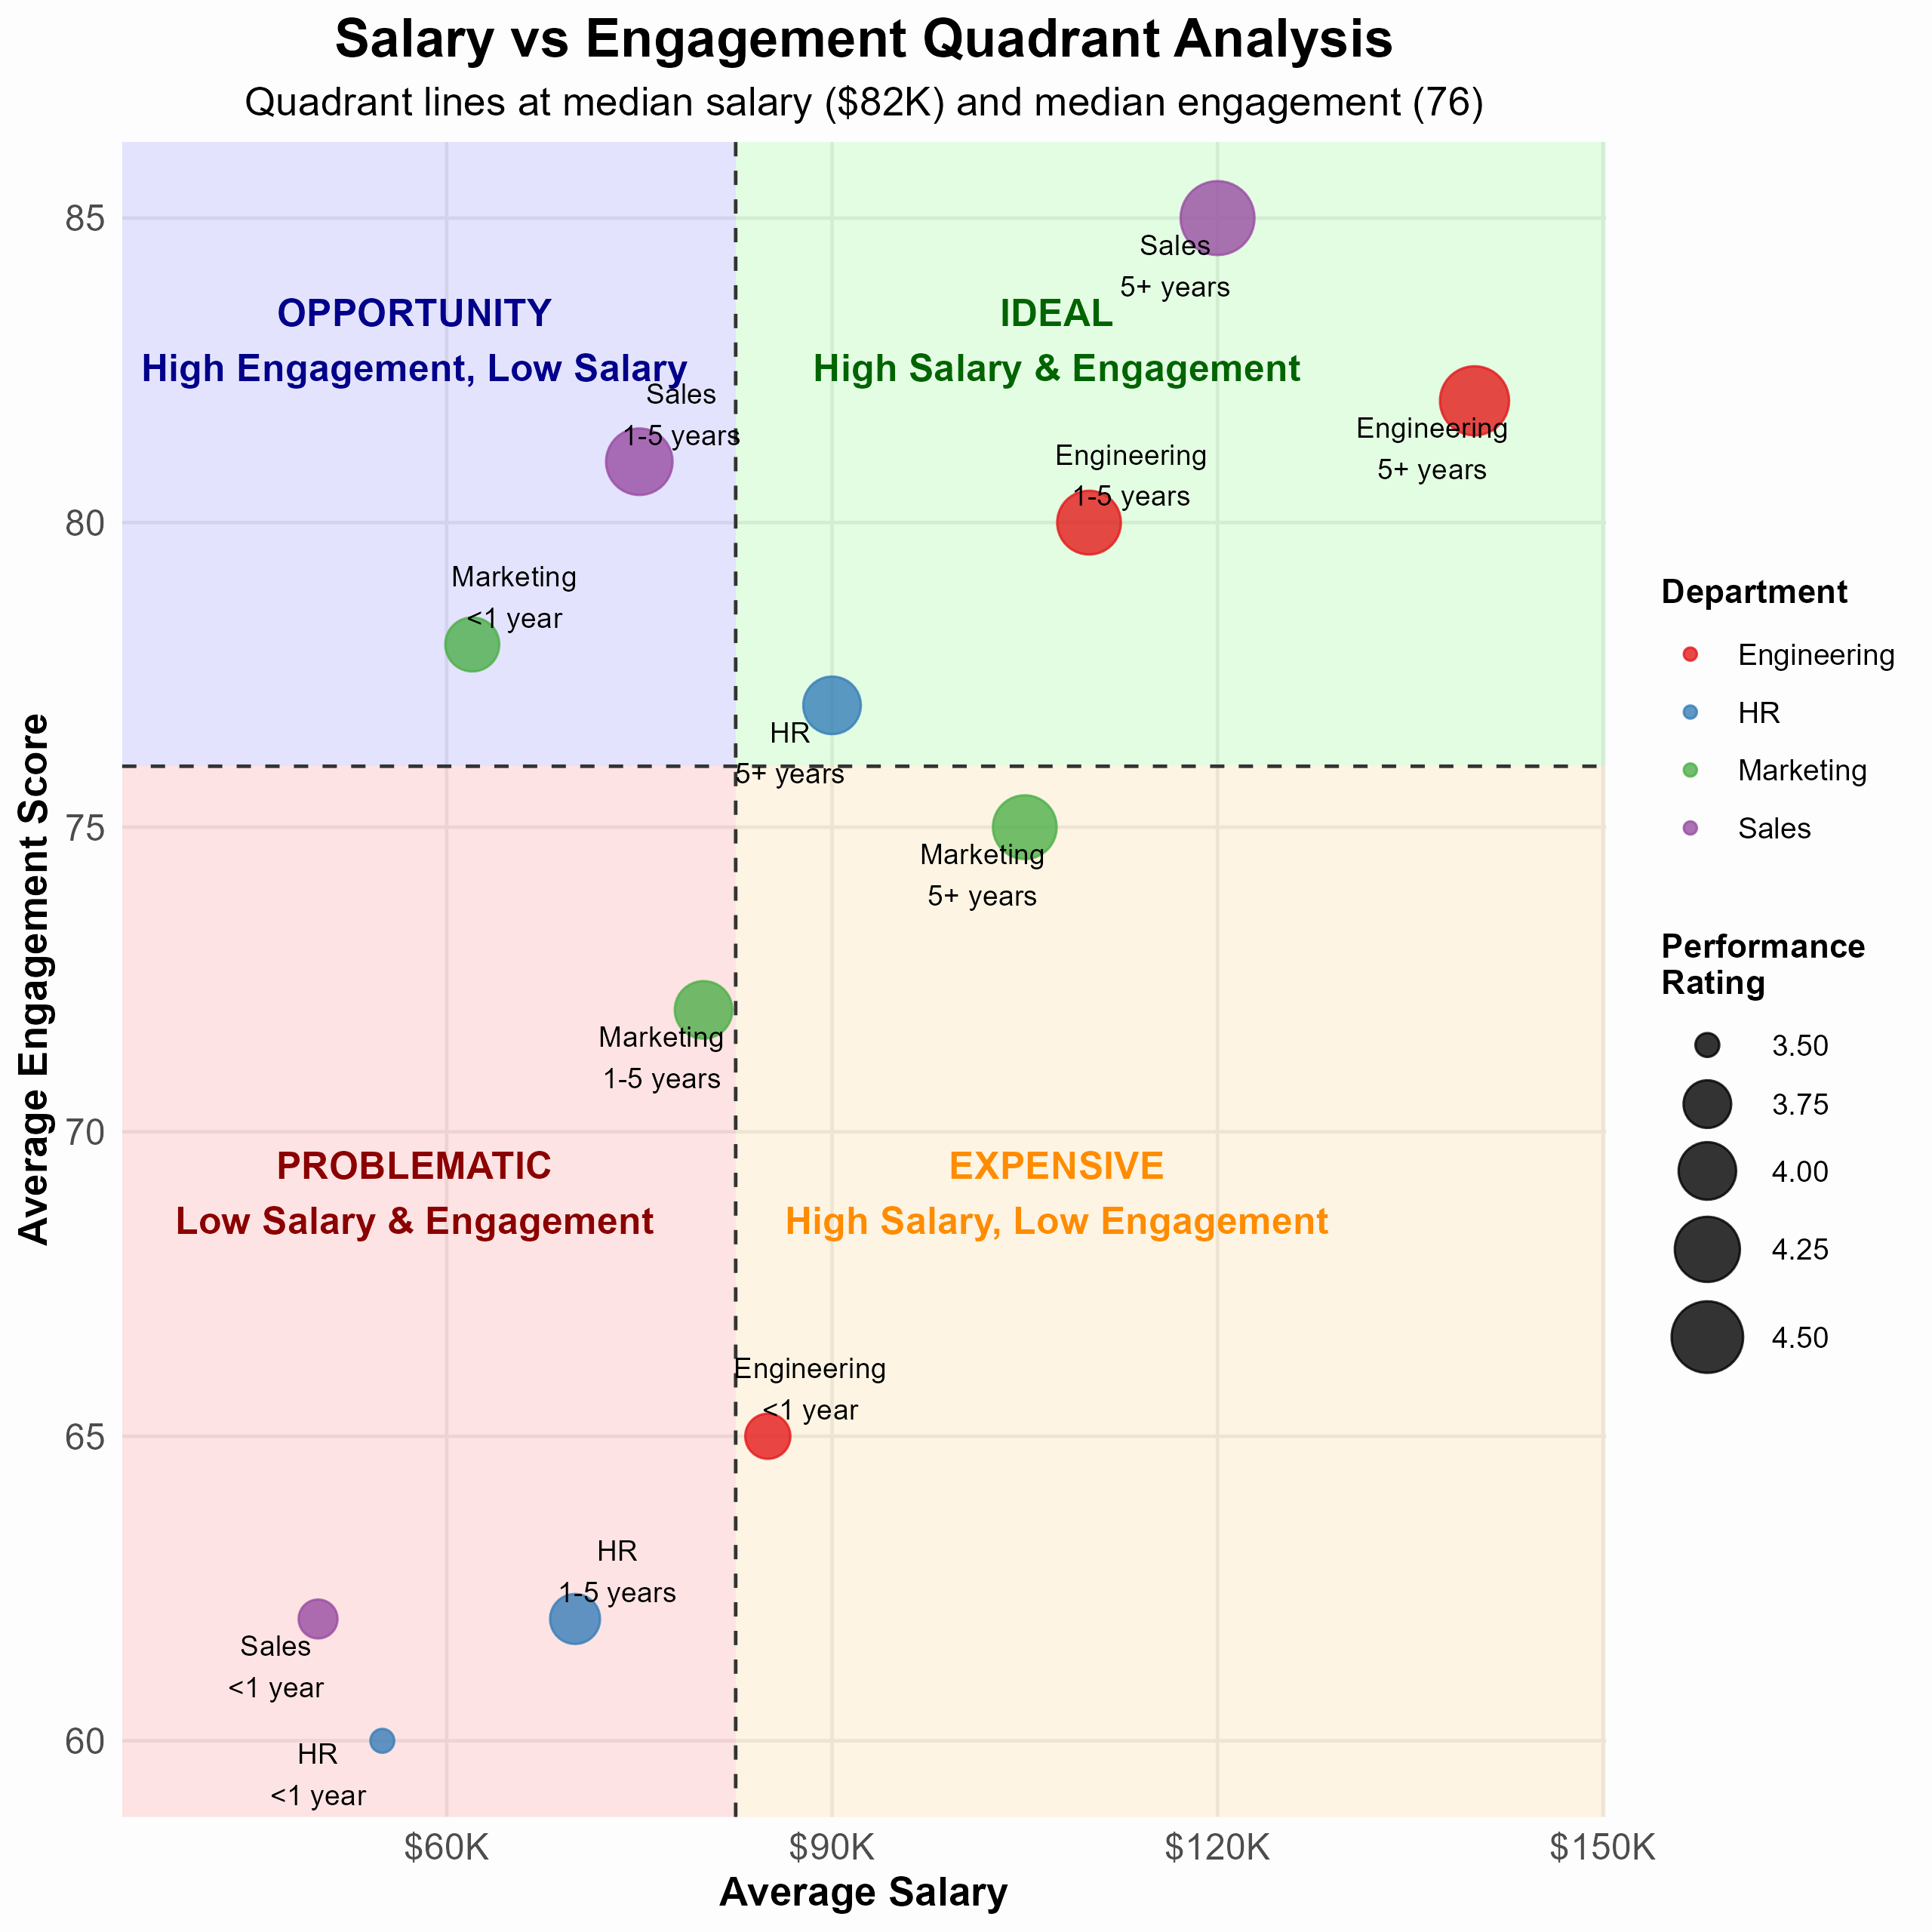 Salary vs Engagement Quadrant Analysis
Quadrant lines at median salary ($82K) and median engagement (76)
Average Engagement Score
85
80
75
70
65
60
OPPORTUNITY
High Engagement, Low Salary
IDEAL
High Salary & Engagement
PROBLEMATIC
Low Salary & Engagement
EXPENSIVE
High Salary, Low Engagement
Sales
5+ years
Sales
1-5 years
Engineering
5+ years
Engineering
1-5 years
Marketing
<1 year
HR
5+ years
Marketing
5+ years
Marketing
1-5 years
Engineering
<1 year
HR
1-5 years
Sales
<1 year
HR
<1 year
$60K
$90K
$120K
$150K
Average Salary
Department
Engineering
HR
Marketing
Sales
Performance
Rating
3.50
3.75
4.00
4.25
4.50